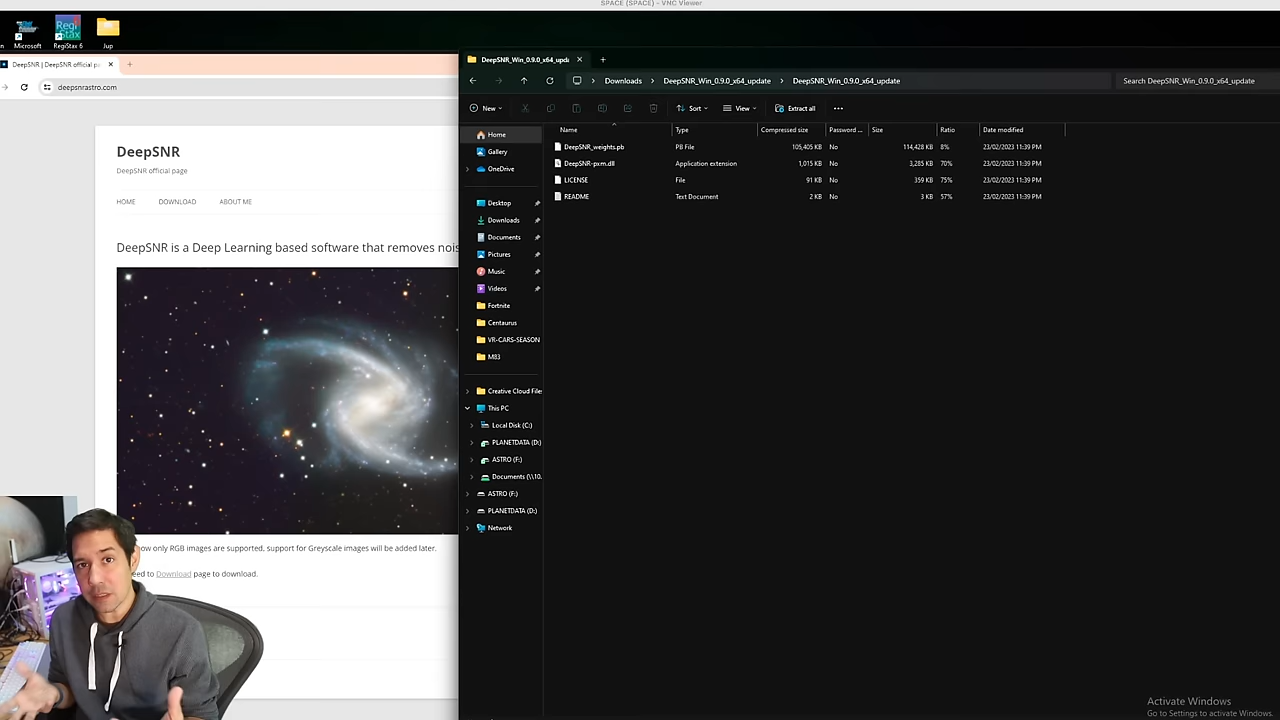 SPACE (SPACE) - VNC Viewer
Microsoft
RegiStax
RegiStax 6
Jup
DeepSNR | DeepSNR official p
deepsnrastro.com
DeepSNR
DeepSNR official page
HOME DOWNLOAD ABOUT ME
DeepSNR is a Deep Learning based software that removes nois
ow only RGB images are supported, support for Greyscale images will be added later.
eed to Download page to download.
DeepSNR_Win_0.9.0_x64_upda
Downloads DeepSNR_Win_0.9.0_x64_update DeepSNR_Win_0.9.0_x64_update Search DeepSNR_Win_0.9.0_x64_update
New Sort View Extract all
Name Type Compressed size Password ... Size Ratio Date modified
DeepSNR_weights.pb PB File 105,405 KB No 114,428 KB 8% 23/02/2023 11:39 PM
DeepSNR-pxm.dll Application extension 1,015 KB No 3,285 KB 70% 23/02/2023 11:39 PM
LICENSE File 91 KB No 359 KB 75% 23/02/2023 11:39 PM
README Text Document 2 KB No 3 KB 57% 23/02/2023 11:39 PM
Home
Gallery
OneDrive
Desktop
Downloads
Documents
Pictures
Music
Videos
Fortnite
Centaurus
VR-CARS-SEASON
M83
Creative Cloud File
This PC
Local Disk (C:)
PLANETDATA (D:)
ASTRO (F:)
Documents (\\10.
ASTRO (F:)
PLANETDATA (D:)
Network
Activate Windows
Go to Settings to activate Windows.